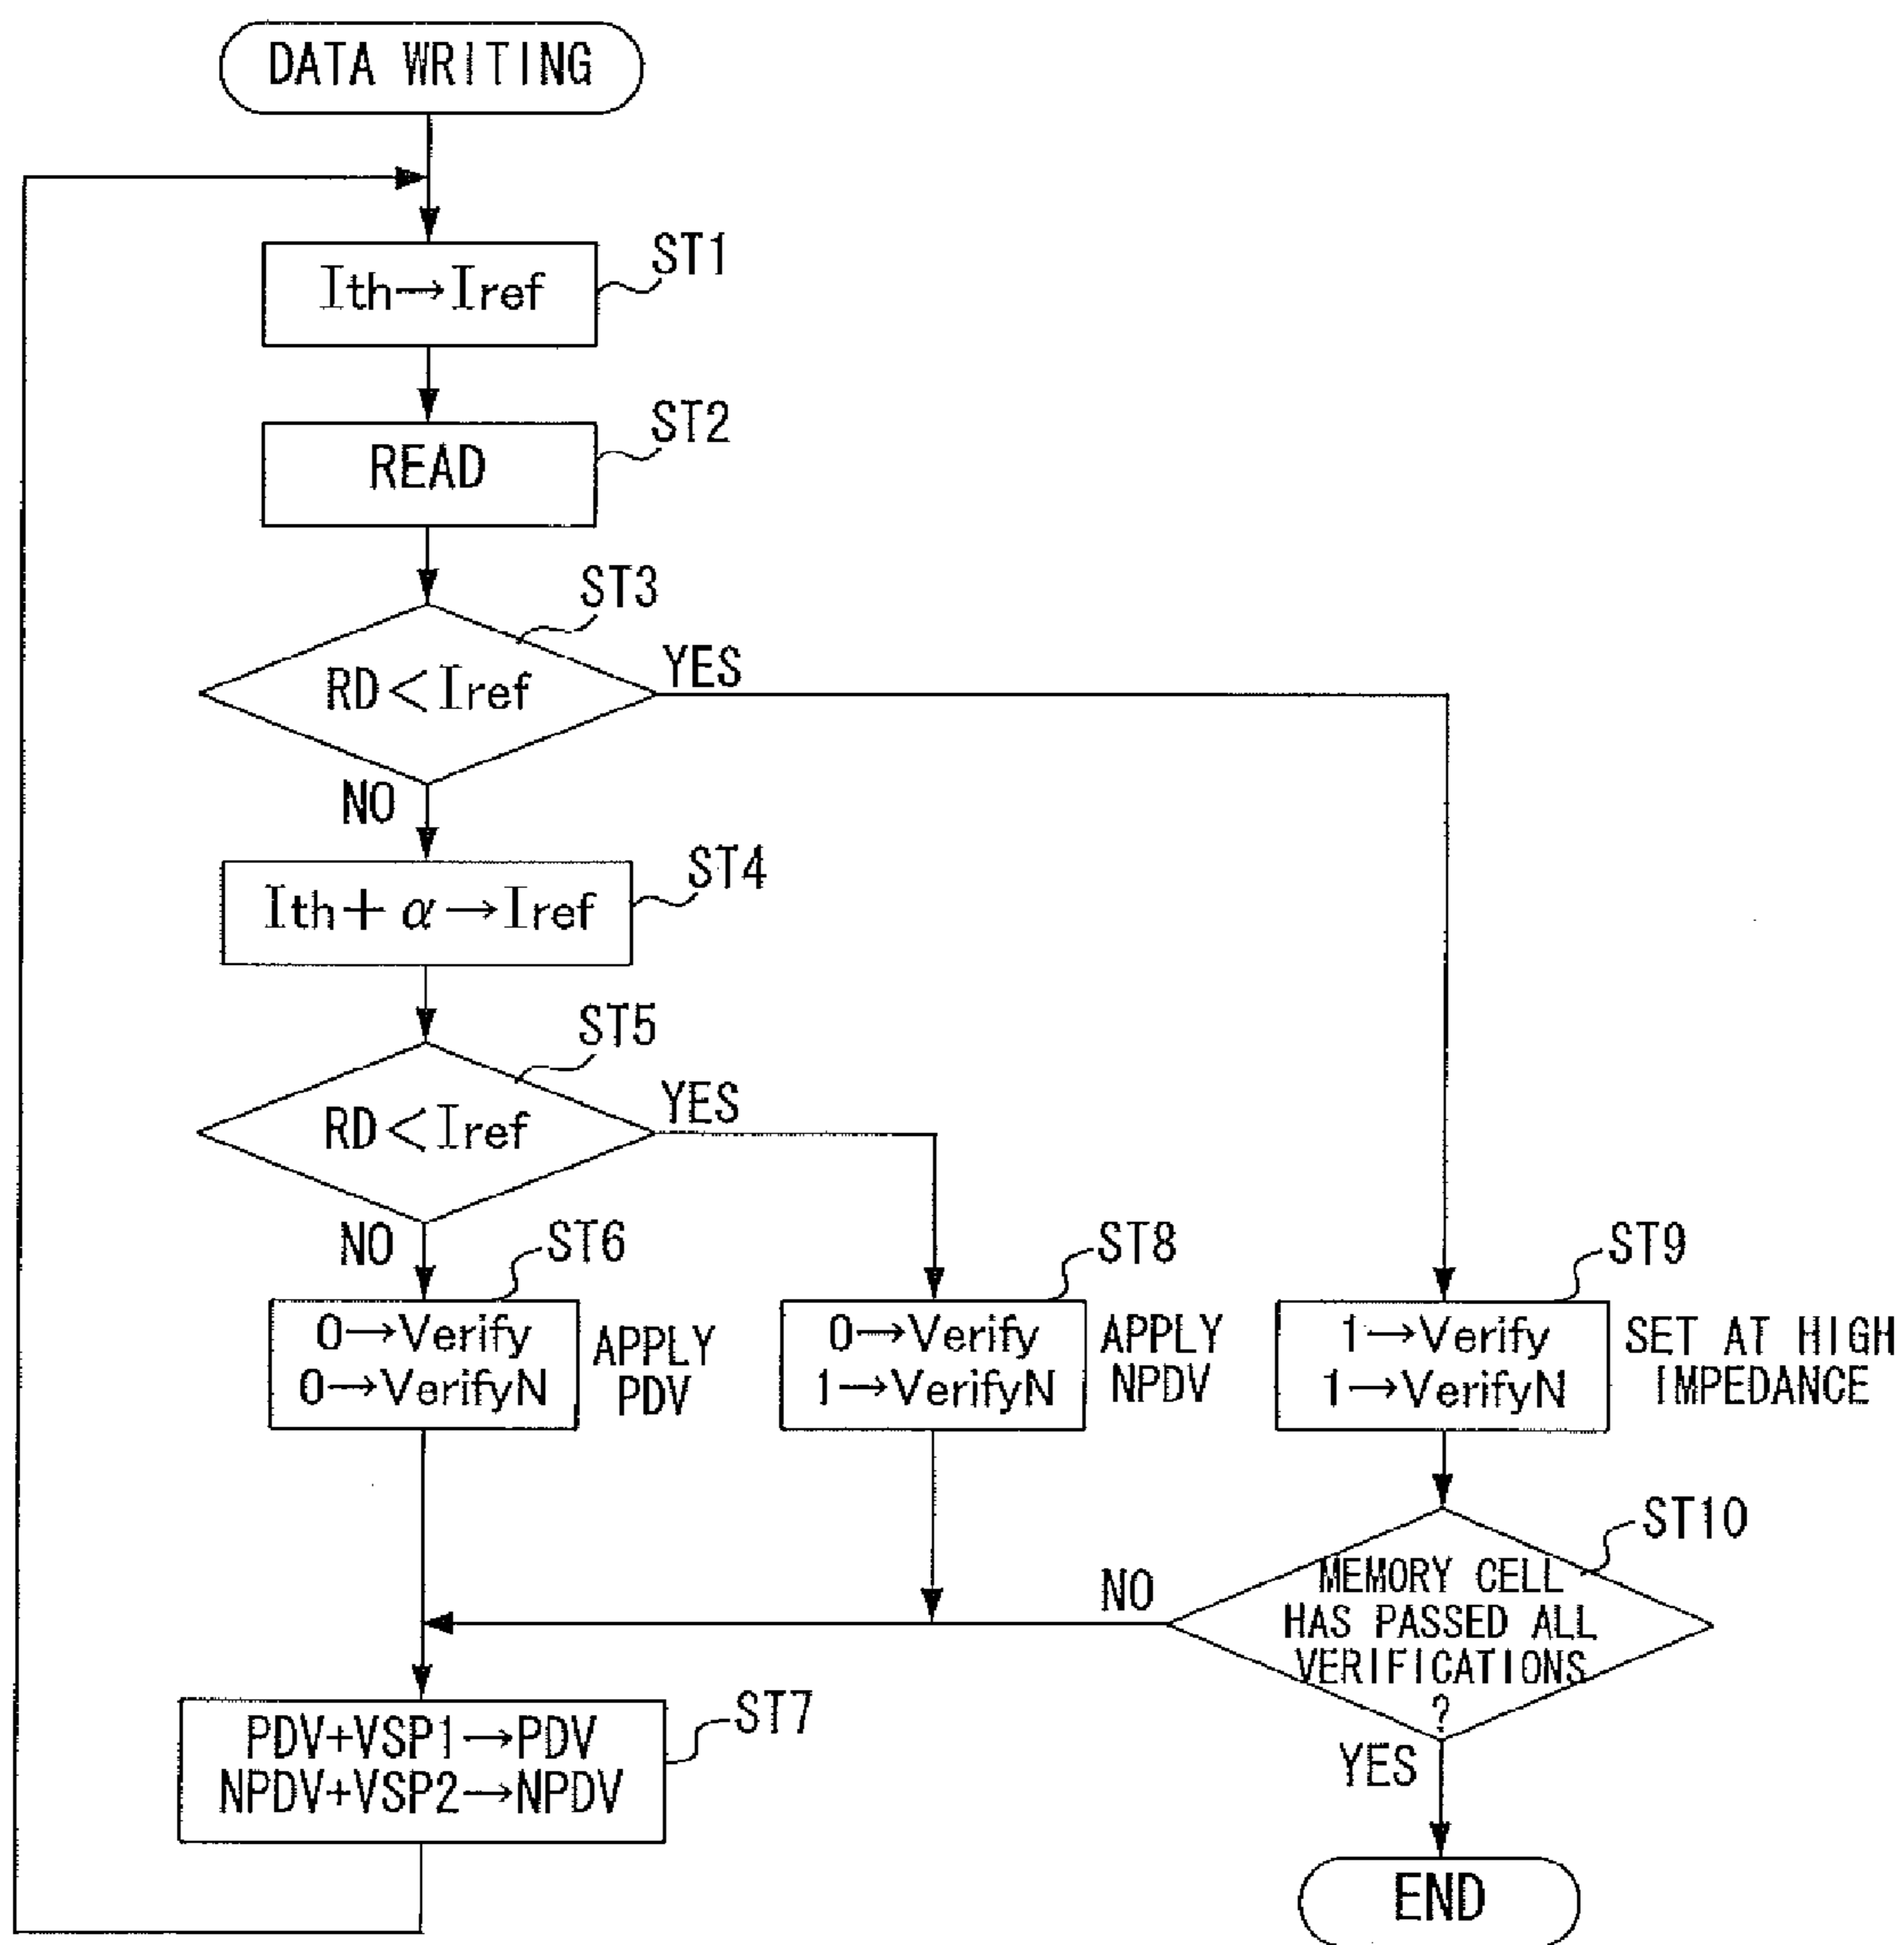 DATA WRITING
ST1
Ith→Iref
ST2
READ
ST3
RD<Iref
YES
NO
ST4
Ith+α→Iref
ST5
RD<Iref
YES
NO
ST6
0→Verify
0→VerifyN
APPLY
PDV
ST8
0→Verify
1→VerifyN
APPLY
NPDV
ST9
1→Verify
1→VerifyN
SET AT HIGH
IMPEDANCE
ST10
MEMORY CELL
HAS PASSED ALL
VERIFICATIONS
?
NO
YES
ST7
PDV+VSP1→PDV
NPDV+VSP2→NPDV
END